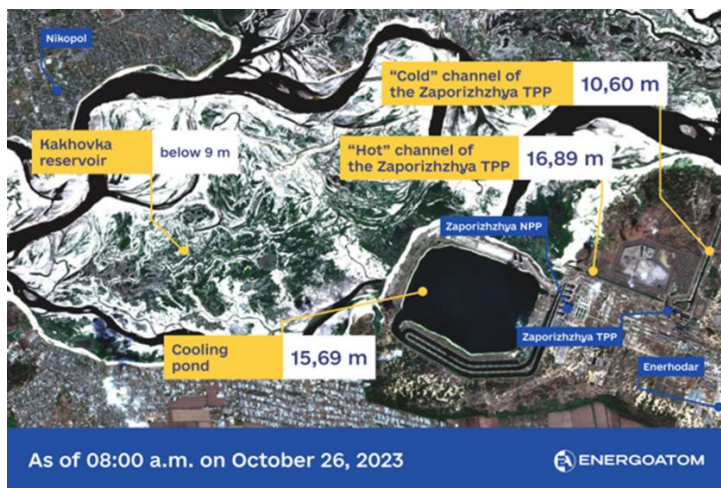 Nikopol
"Cold" channel of
the Zaporizhzhya TPP
10,60 m
Kakhovka
reservoir
below 9 m
"Hot" channel of
the Zaporizhzhya TPP
16,89 m
Zaporizhzhya NPP
Zaporizhzhya TPP
Cooling
pond
15,69 m
Enerhodar
As of 08:00 a.m. on October 26, 2023
ENERGOATOM